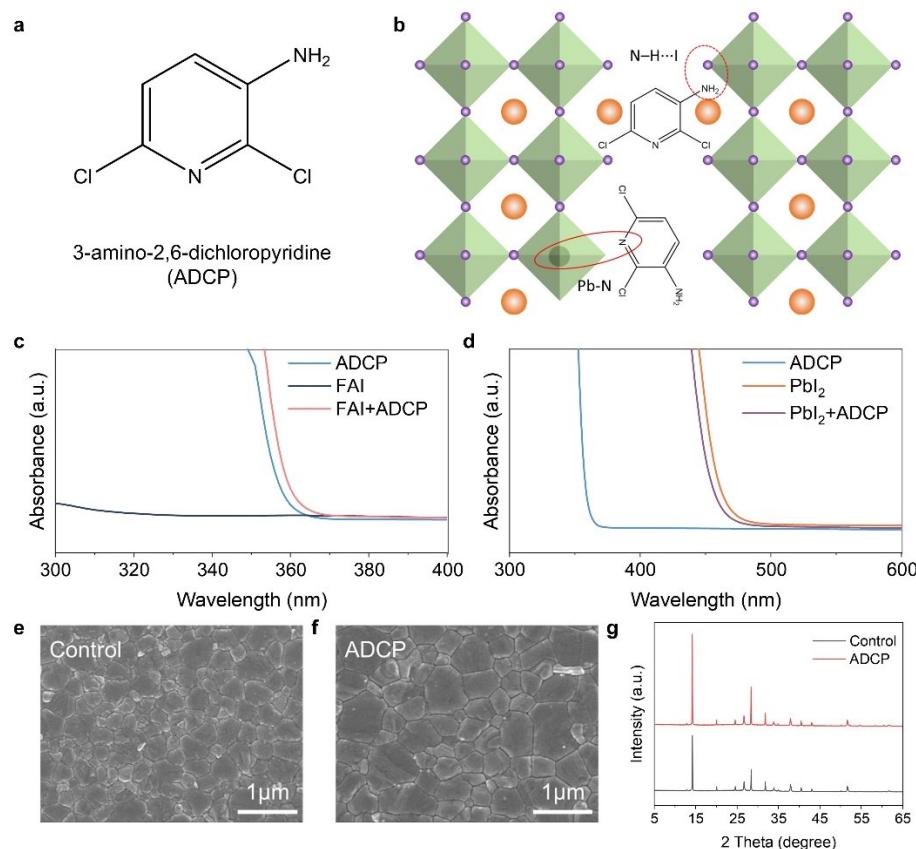 a
NH₂
Cl
N
Cl
3-amino-2,6-dichloropyridine
(ADCP)
b
N–H···I
NH₂
Cl
N
Cl
Cl
N
Pb-N
Cl
NH₂
c
Absorbance (a.u.)
ADCP
FAI
FAI+ADCP
300
320
340
360
380
400
Wavelength (nm)
d
Absorbance (a.u.)
ADCP
PbI₂
PbI₂+ADCP
300
400
500
600
Wavelength (nm)
e
Control
1μm
f
ADCP
1μm
g
Intensity (a.u.)
Control
ADCP
5
15
25
35
45
55
65
2 Theta (degree)